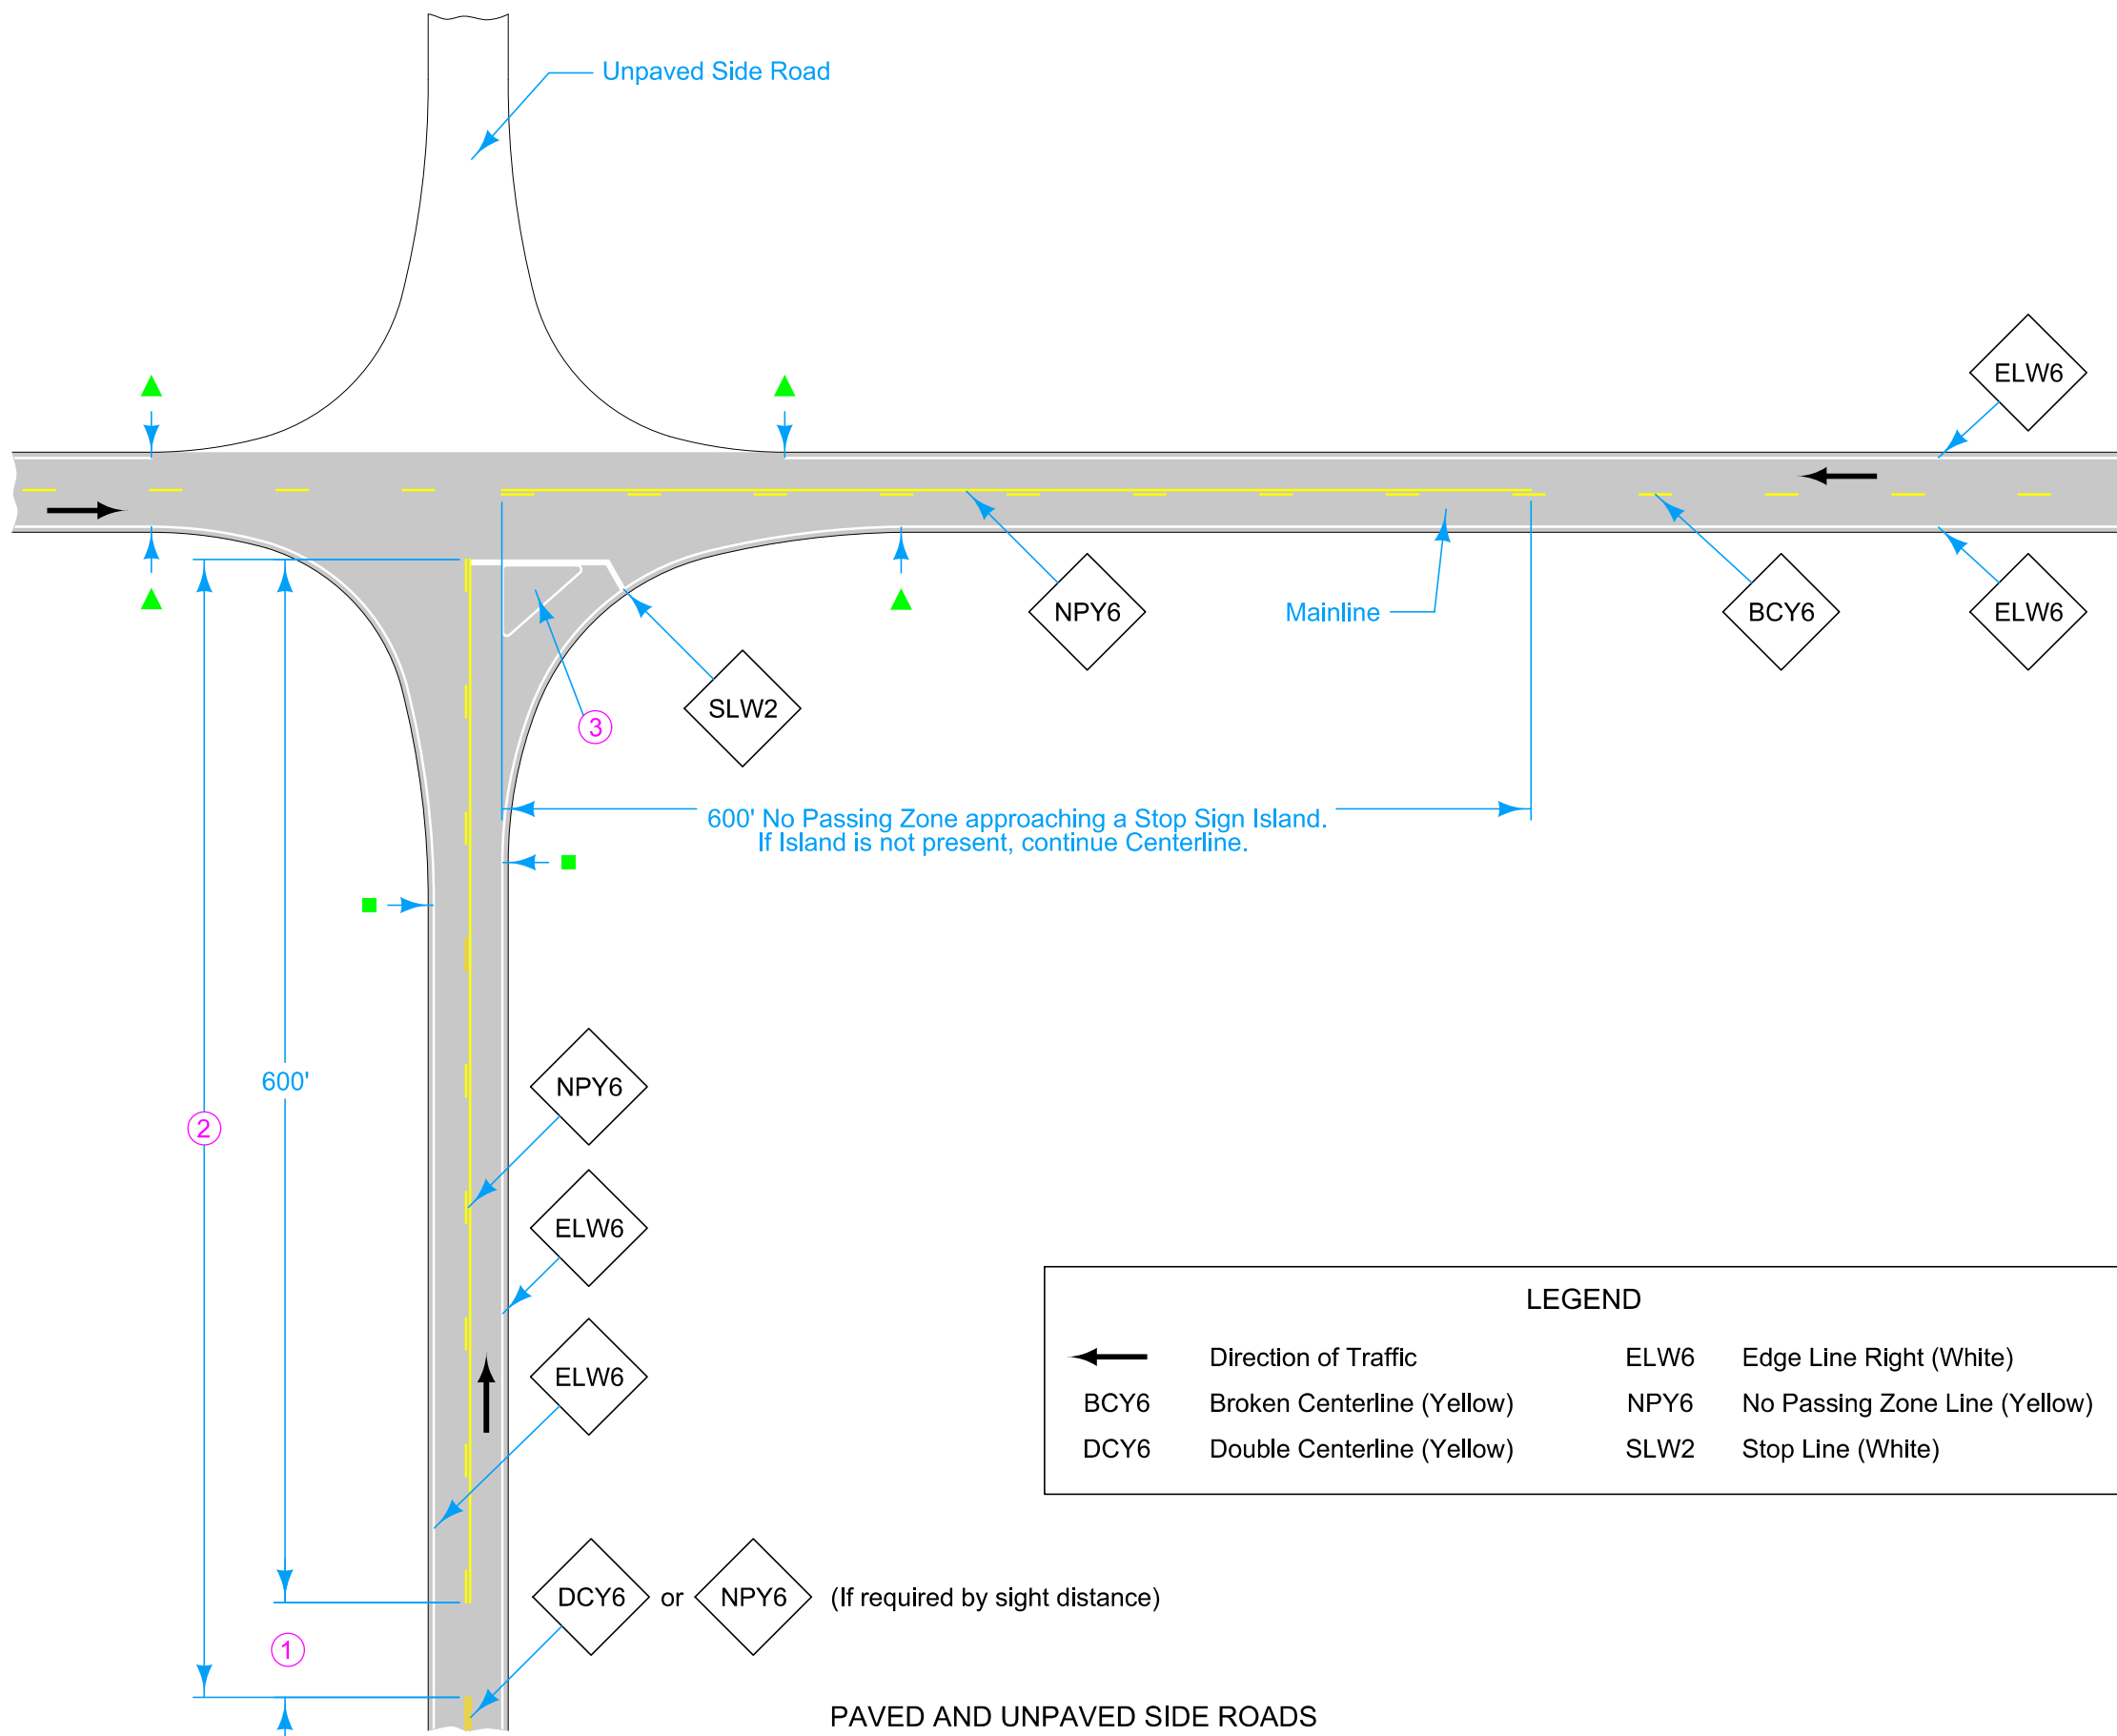 Unpaved Side Road
ELW6
NPY6
Mainline
BCY6
ELW6
SLW2
3
600' No Passing Zone approaching a Stop Sign Island.
If Island is not present, continue Centerline.
600'
2
NPY6
ELW6
ELW6
LEGEND
Direction of Traffic
ELW6 Edge Line Right (White)
BCY6 Broken Centerline (Yellow)
NPY6 No Passing Zone Line (Yellow)
DCY6 Double Centerline (Yellow)
SLW2 Stop Line (White)
DCY6 or NPY6 (If required by sight distance)
1
PAVED AND UNPAVED SIDE ROADS